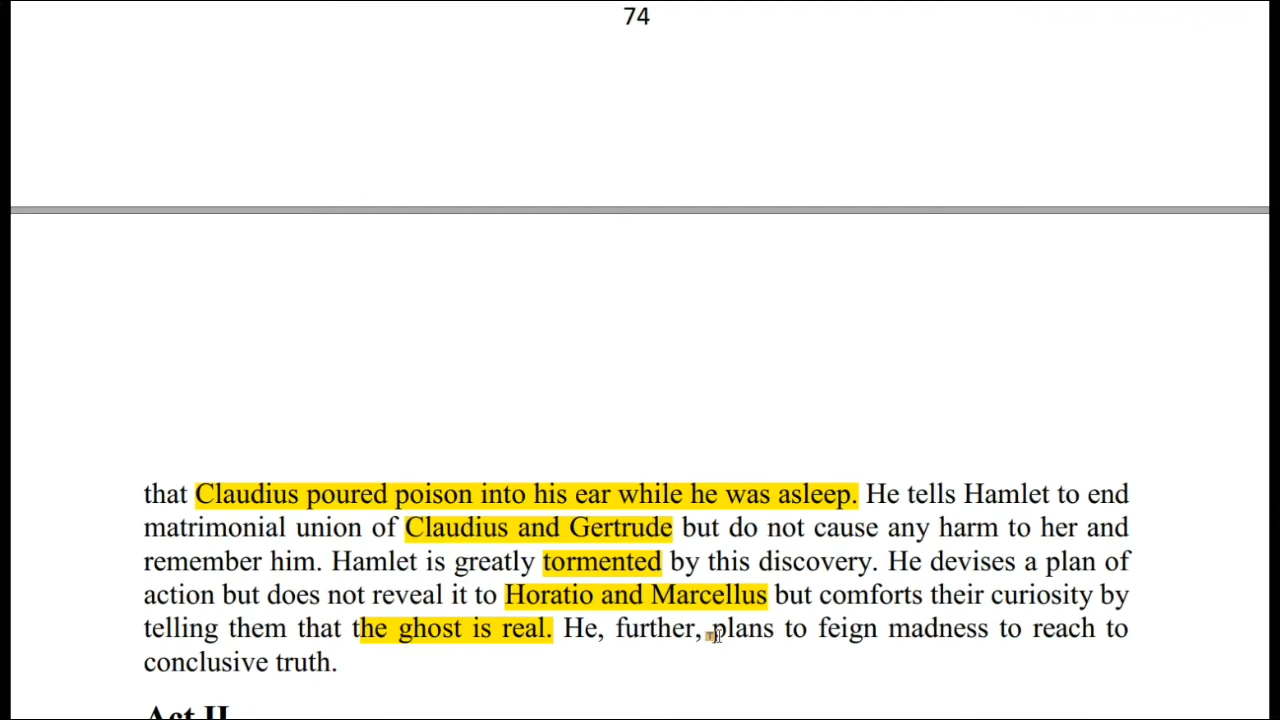 74
that Claudius poured poison into his ear while he was asleep. He tells Hamlet to end
matrimonial union of Claudius and Gertrude but do not cause any harm to her and
remember him. Hamlet is greatly tormented by this discovery. He devises a plan of
action but does not reveal it to Horatio and Marcellus but comforts their curiosity by
telling them that the ghost is real. He, further, plans to feign madness to reach to
conclusive truth.
Act II